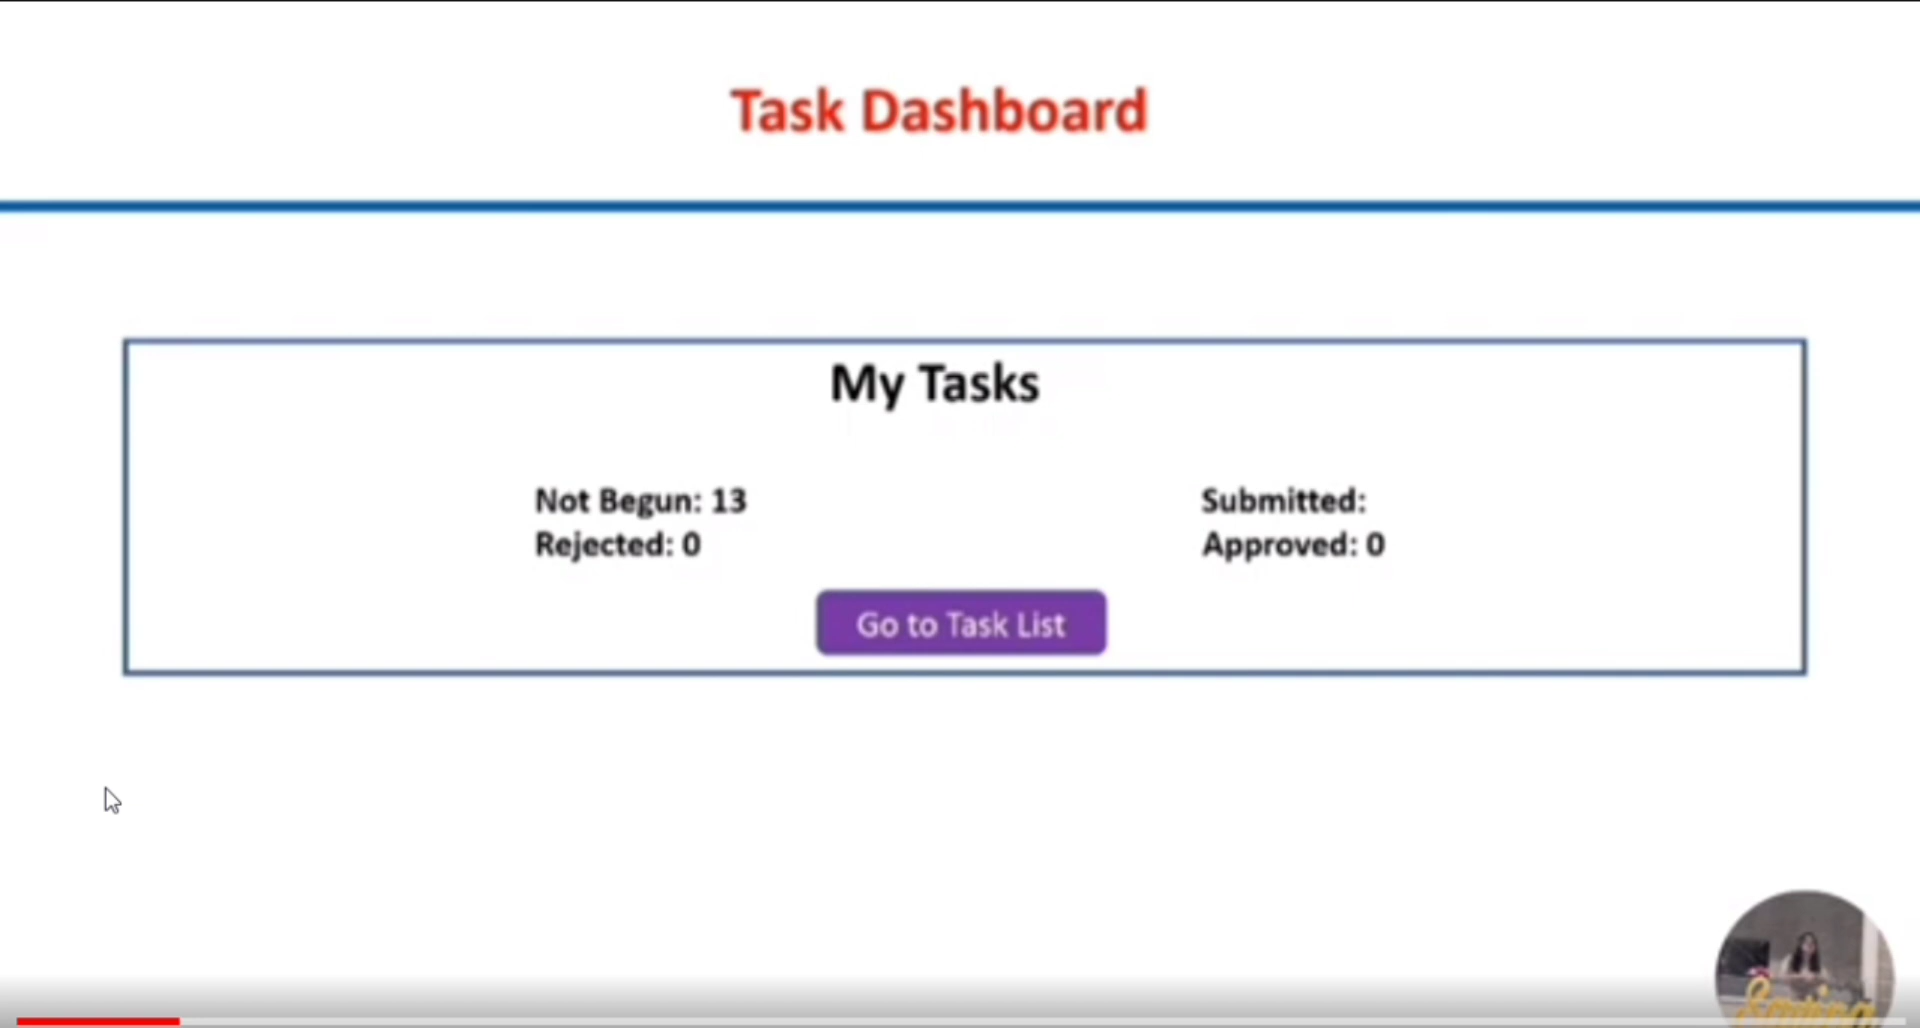 Task Dashboard
My Tasks
Not Begun: 13
Rejected: 0
Submitted:
Approved: 0
Go to Task List